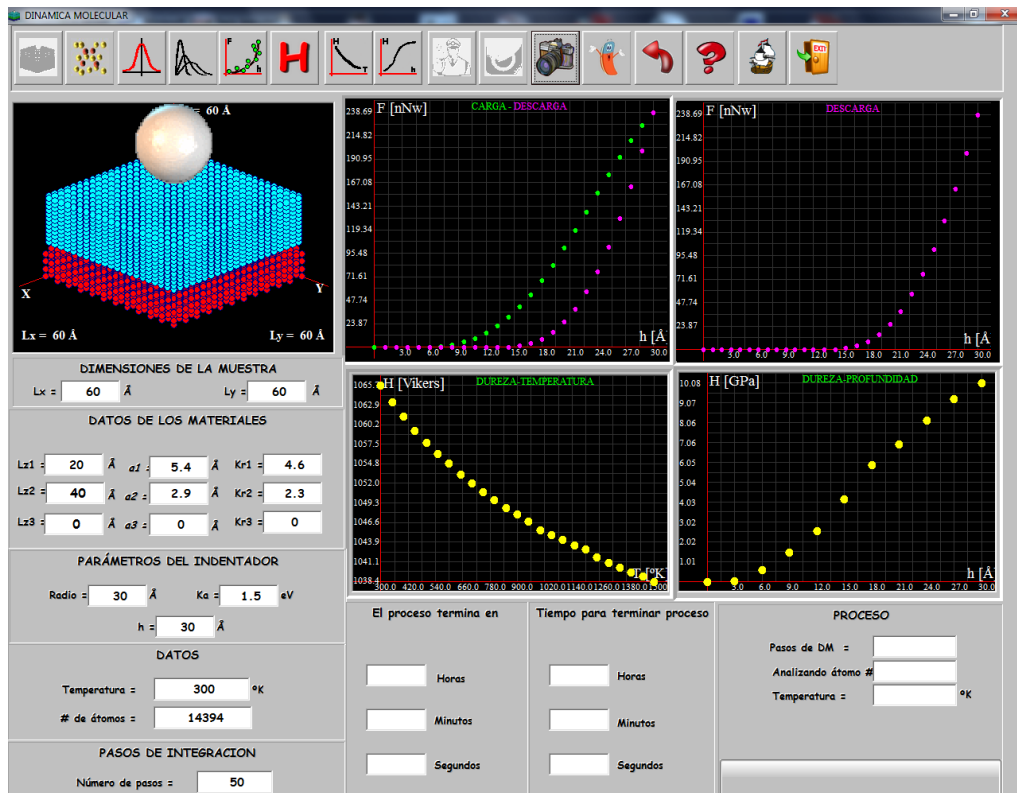 DINAMICA MOLECULAR
F
h
H
H
T
H
h
?
EXIT
= 60 Å
X
Y
Lx = 60 Å
Ly = 60 Å
F [nNw]
CARGA - DESCARGA
238.69
214.82
190.95
167.08
143.21
119.34
95.48
71.61
47.74
23.87
h [Å]
3.0 6.0 9.0 12.0 15.0 18.0 21.0 24.0 27.0 30.0
F [nNw]
DESCARGA
238.69
214.82
190.95
167.08
143.21
119.34
95.48
71.61
47.74
23.87
h [Å]
3.0 6.0 9.0 12.0 15.0 18.0 21.0 24.0 27.0 30.0
DIMENSIONES DE LA MUESTRA
Lx = 60 Å Ly = 60 Å
DATOS DE LOS MATERIALES
Lz1 = 20 Å a1 = 5.4 Å Kr1 = 4.6
Lz2 = 40 Å a2 = 2.9 Å Kr2 = 2.3
Lz3 = 0 Å a3 = 0 Å Kr3 = 0
PARÁMETROS DEL INDENTADOR
Radio = 30 Å Ka = 1.5 eV
h = 30 Å
DATOS
Temperatura = 300 ºK
# de átomos = 14394
PASOS DE INTEGRACION
Número de pasos = 50
H [Vikers]
DUREZA-TEMPERATURA
1065.
1062.9
1060.2
1057.5
1054.8
1052.0
1049.3
1046.6
1043.9
1041.1
1038.4
T [ºK]
300.0 420.0 540.0 660.0 780.0 900.0 1020.0 1140.0 1260.0 1380.0 1500
H [GPa]
DUREZA-PROFUNDIDAD
10.08
9.07
8.06
7.06
6.05
5.04
4.03
3.02
2.02
1.01
h [Å]
3.0 6.0 9.0 12.0 15.0 18.0 21.0 24.0 27.0 30.0
El proceso termina en
Horas
Minutos
Segundos
Tiempo para terminar proceso
Horas
Minutos
Segundos
PROCESO
Pasos de DM =
Analizando átomo #
Temperatura = ºK